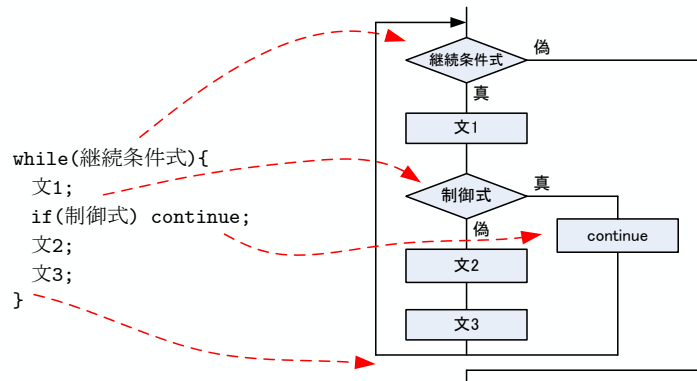 while(継続条件式){
文1;
if(制御式) continue;
文2;
文3;
}
継続条件式
偽
真
文1
制御式
真
偽
continue
文2
文3